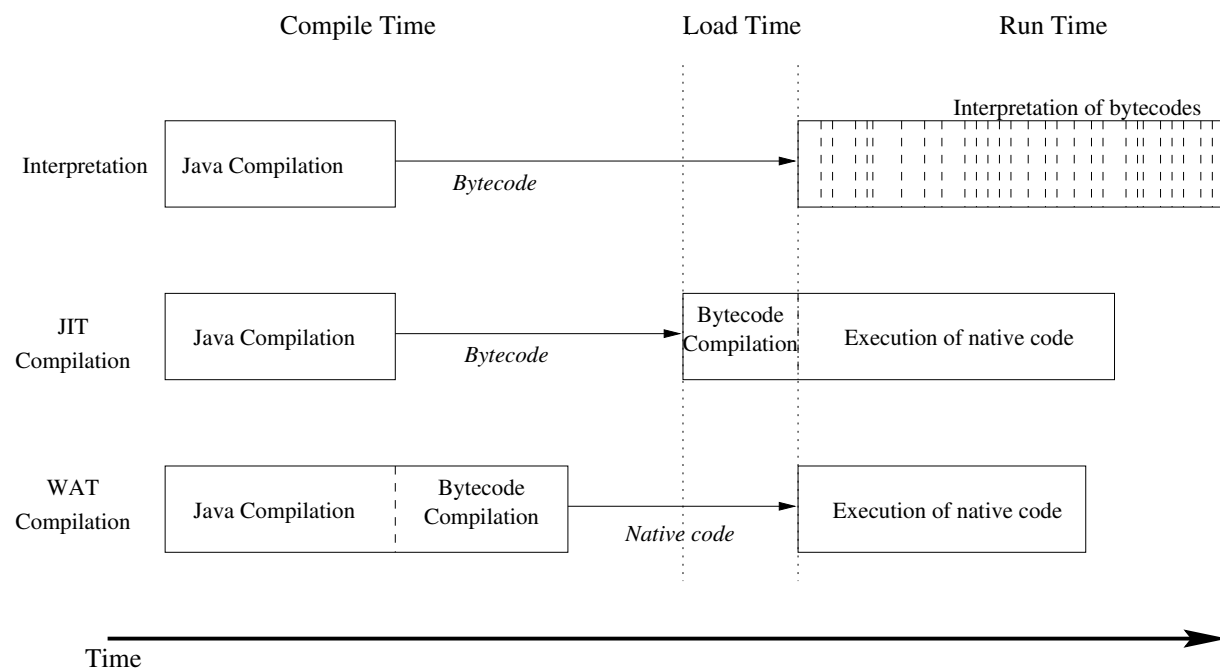 Compile Time
Load Time
Run Time
Interpretation of bytecodes
Interpretation
Java Compilation
Bytecode
JIT
Compilation
Java Compilation
Bytecode
Bytecode
Compilation
Execution of native code
WAT
Compilation
Java Compilation
Bytecode
Compilation
Native code
Execution of native code
Time